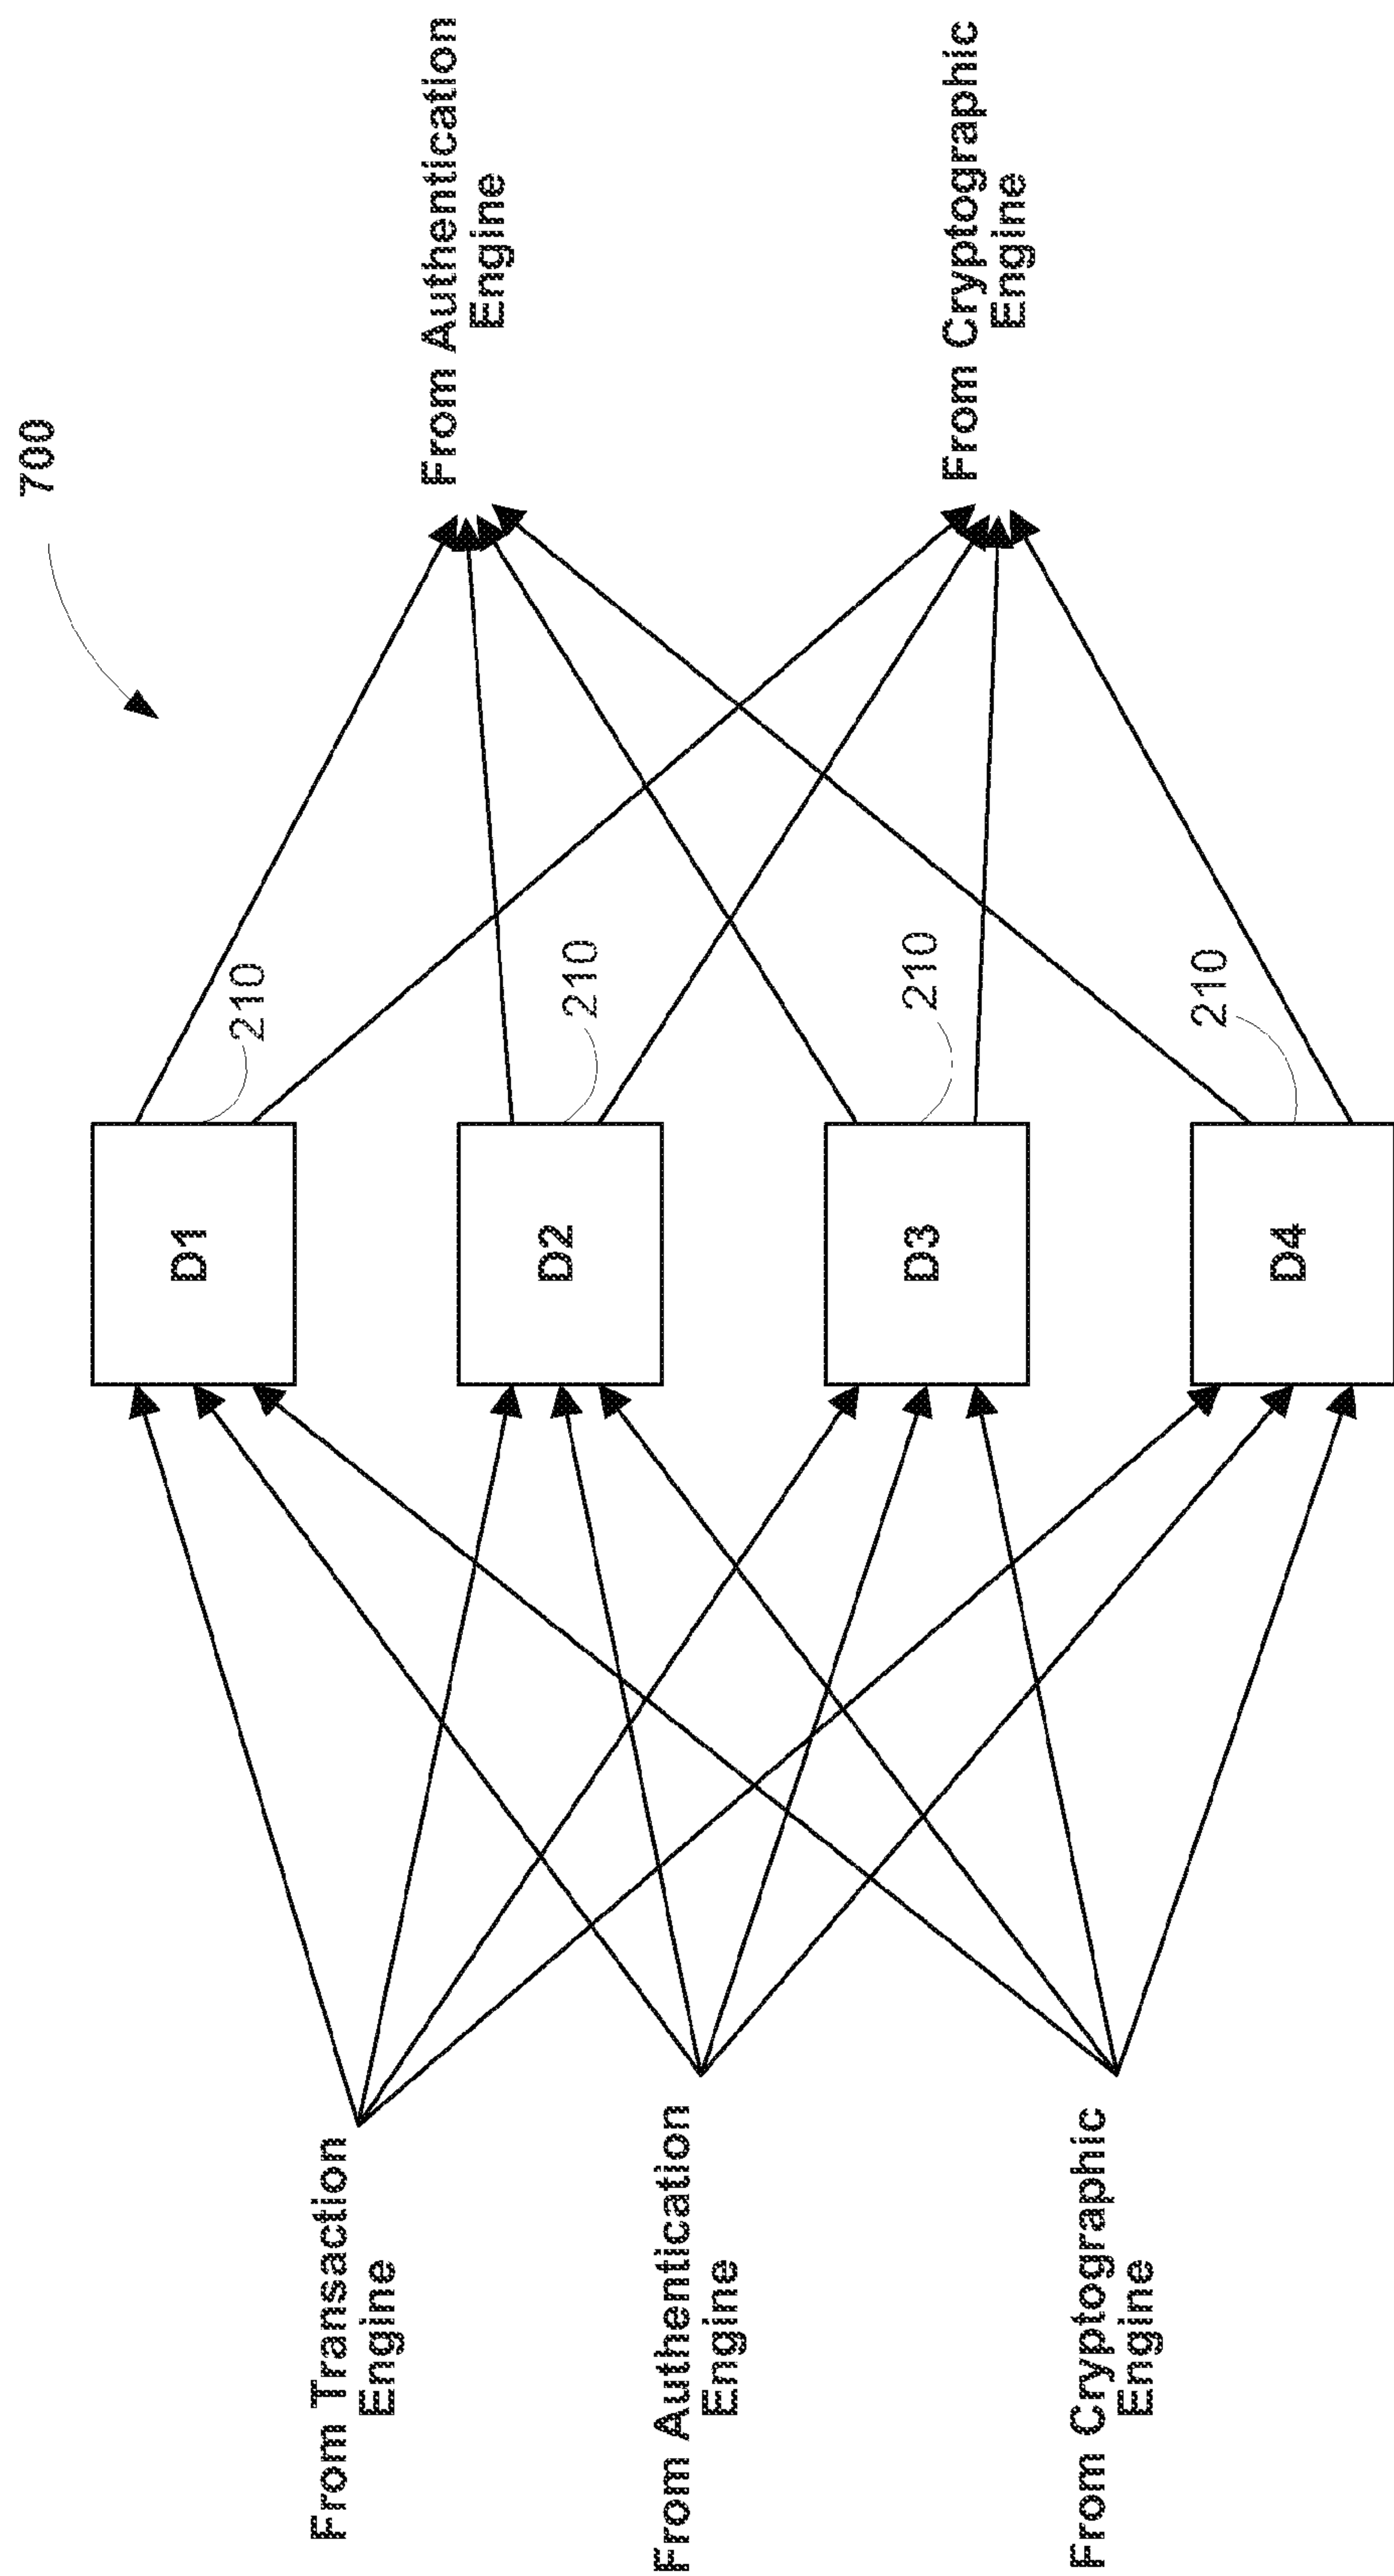 700
From Transaction
Engine
From Authentication
Engine
From Cryptographic
Engine
D1
210
D2
210
D3
210
D4
210
From Authentication
Engine
From Cryptographic
Engine